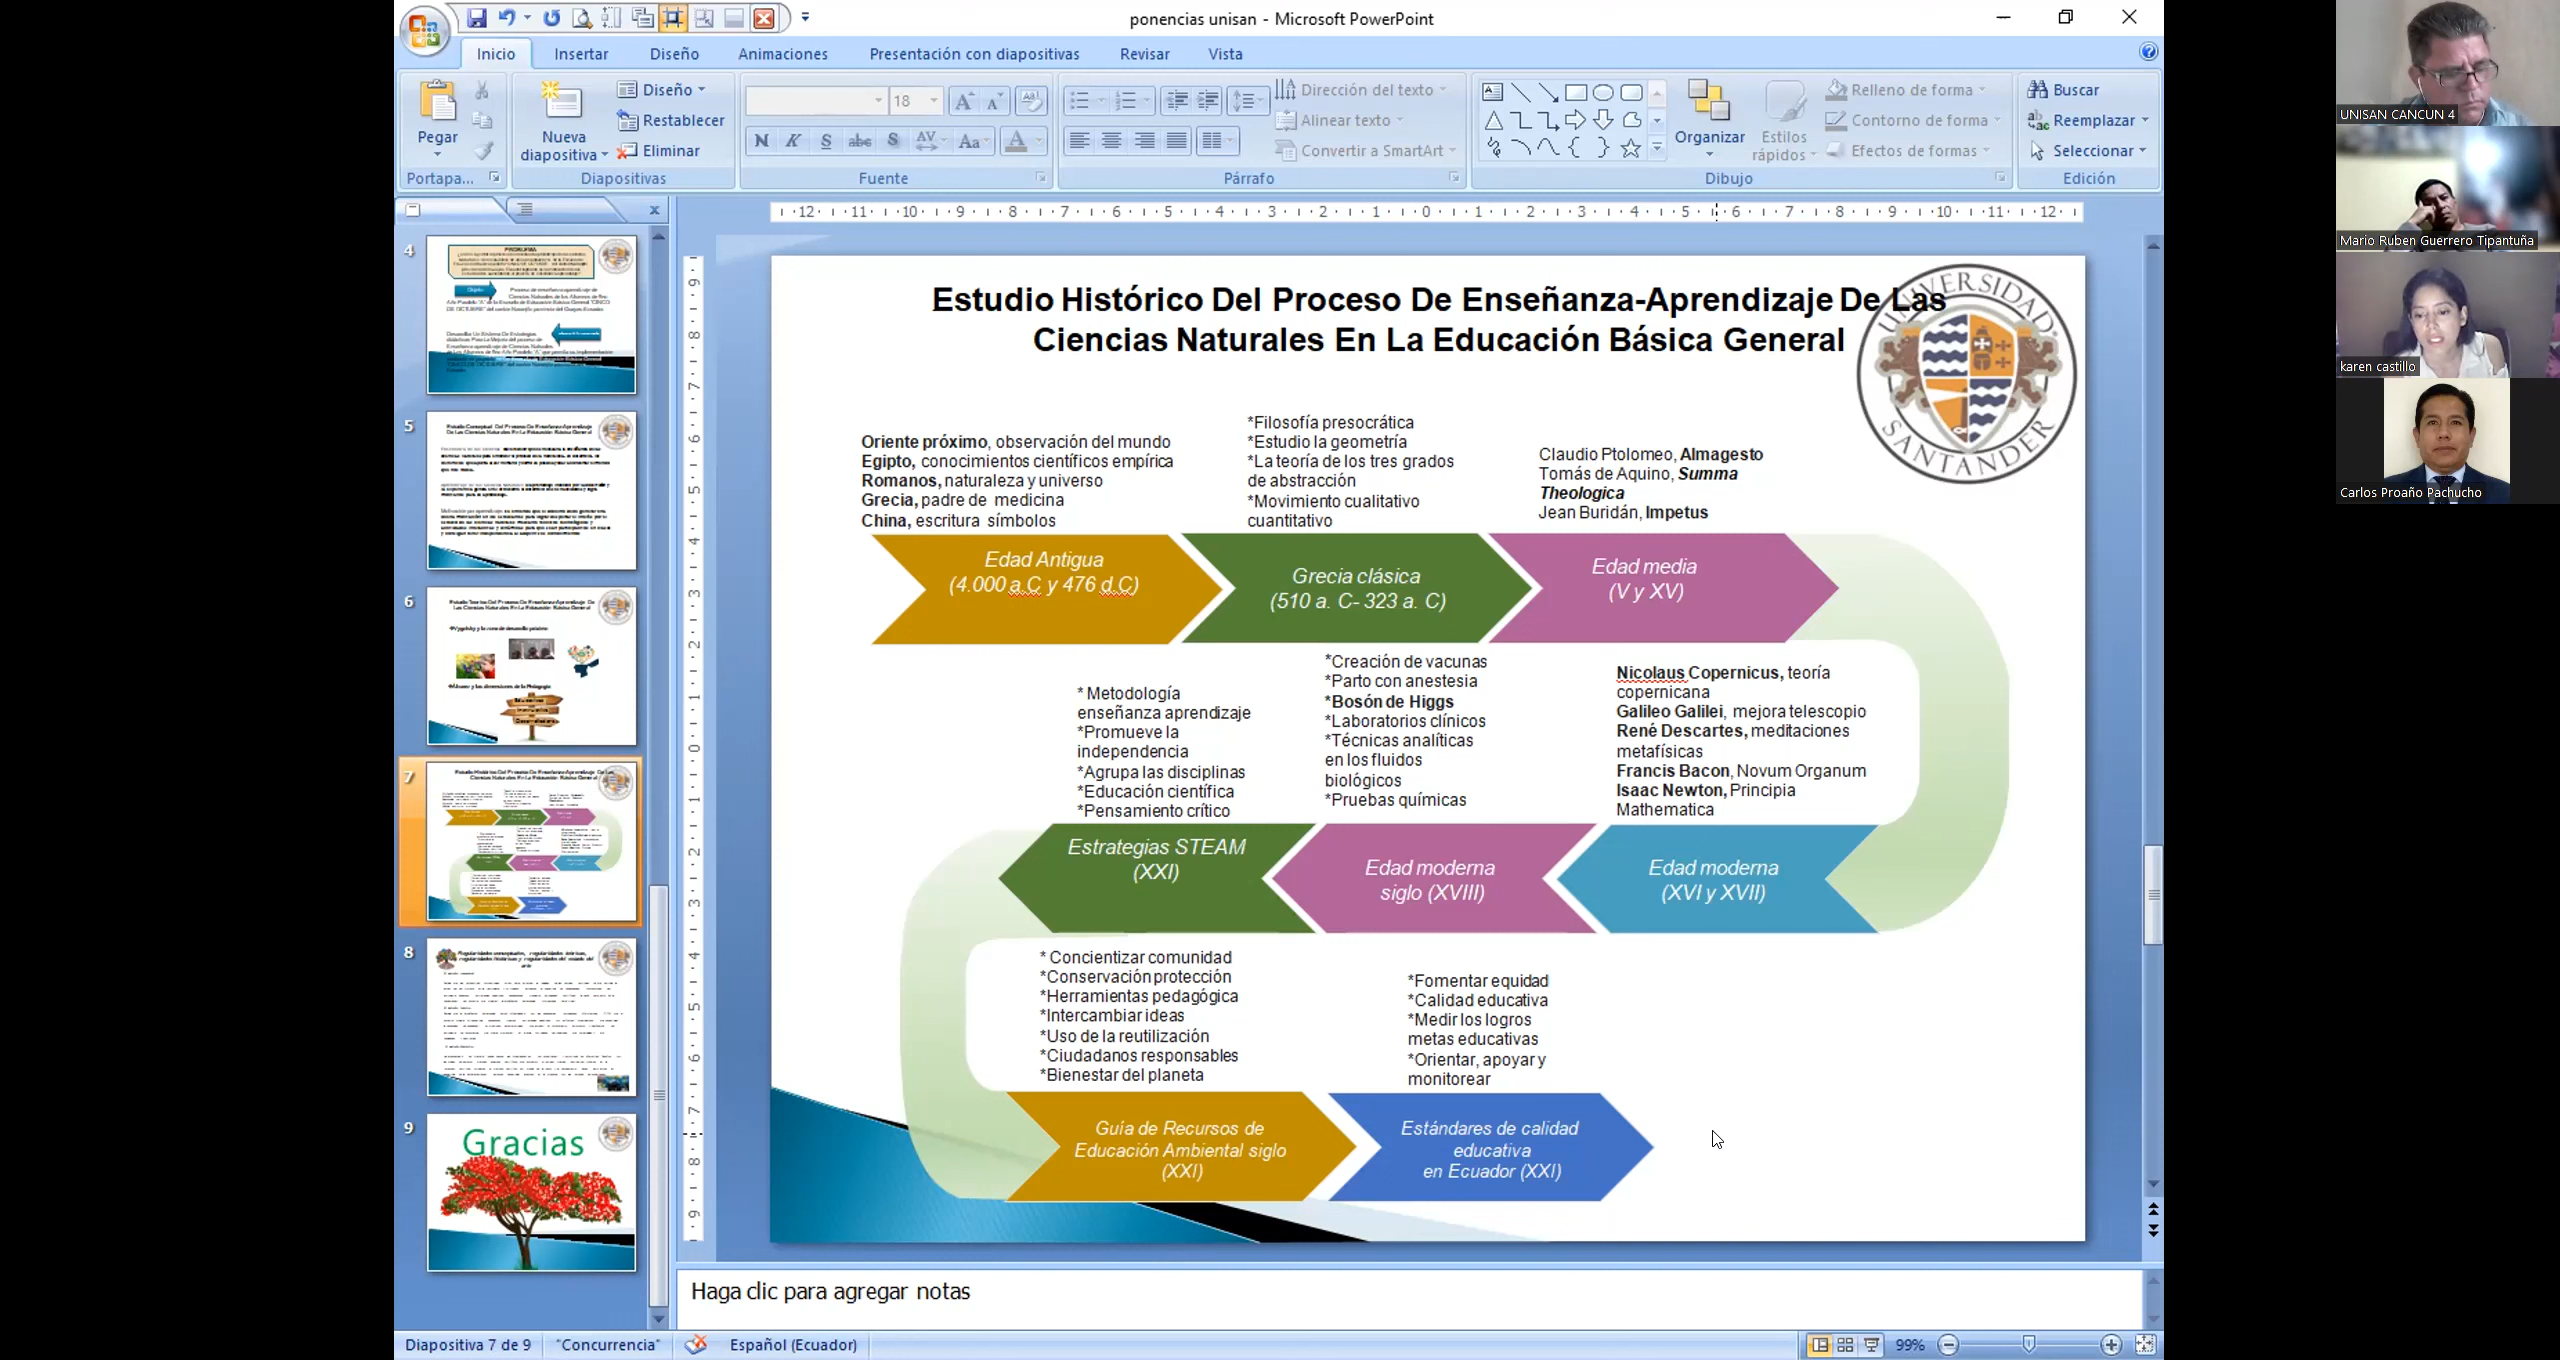 ponencias unisan - Microsoft PowerPoint
Inicio
Insertar
Diseño
Animaciones
Presentación con diapositivas
Revisar
Vista
Pegar
Portapa...
Nueva
diapositiva
Diseño
Restablecer
Eliminar
Diapositivas
18
Fuente
Dirección del texto
Alinear texto
Convertir a SmartArt
Párrafo
Organizar
Estilos
rápidos
Relleno de forma
Contorno de forma
Efectos de formas
Dibujo
Buscar
Reemplazar
Seleccionar
Edición
4
5
6
7
8
9
Gracias
Estudio Histórico Del Proceso De Enseñanza-Aprendizaje De Las
Ciencias Naturales En La Educación Básica General
UNIVERSIDAD
SANTANDER
Oriente próximo, observación del mundo
Egipto, conocimientos científicos empírica
Romanos, naturaleza y universo
Grecia, padre de medicina
China, escritura símbolos
*Filosofía presocrática
*Estudio la geometría
*La teoría de los tres grados
de abstracción
*Movimiento cualitativo
cuantitativo
Claudio Ptolomeo, Almagesto
Tomás de Aquino, Summa
Theologica
Jean Buridán, Impetus
Edad Antigua
(4.000 a.C y 476 d.C)
Grecia clásica
(510 a. C- 323 a. C)
Edad media
(V y XV)
* Metodología
enseñanza aprendizaje
*Promueve la
independencia
*Agrupa las disciplinas
*Educación científica
*Pensamiento crítico
*Creación de vacunas
*Parto con anestesia
*Bosón de Higgs
*Laboratorios clínicos
*Técnicas analíticas
en los fluidos
biológicos
*Pruebas químicas
Nicolaus Copernicus, teoría
copernicana
Galileo Galilei, mejora telescopio
René Descartes, meditaciones
metafísicas
Francis Bacon, Novum Organum
Isaac Newton, Principia
Mathematica
Estrategias STEAM
(XXI)
Edad moderna
siglo (XVIII)
Edad moderna
(XVI y XVII)
* Concientizar comunidad
*Conservación protección
*Herramientas pedagógica
*Intercambiar ideas
*Uso de la reutilización
*Ciudadanos responsables
*Bienestar del planeta
*Fomentar equidad
*Calidad educativa
*Medir los logros
metas educativas
*Orientar, apoyar y
monitorear
Guía de Recursos de
Educación Ambiental siglo
(XXI)
Estándares de calidad
educativa
en Ecuador (XXI)
Haga clic para agregar notas
Diapositiva 7 de 9
"Concurrencia"
Español (Ecuador)
99%
UNISAN CANCUN 4
Mario Ruben Guerrero Tipantuña
karen castillo
Carlos Proaño Pachucho